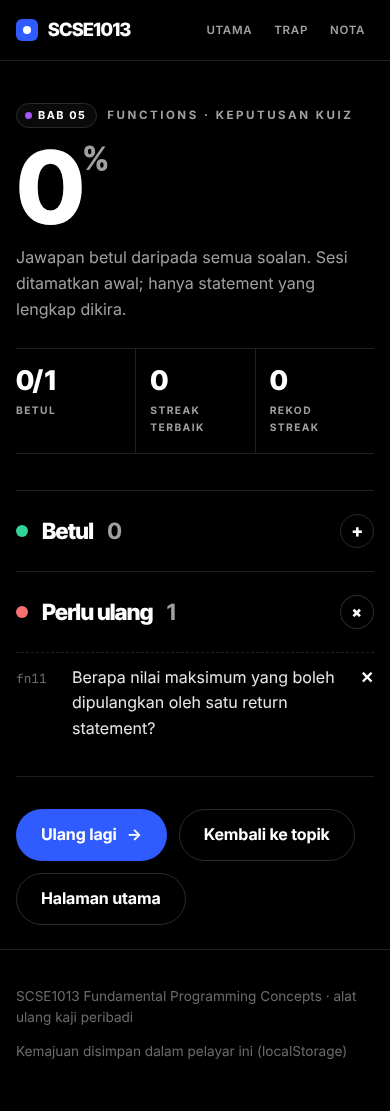 SCSE1013
UTAMA TRAP NOTA
BAB 05 FUNCTIONS · KEPUTUSAN KUIZ
0%
Jawapan betul daripada semua soalan. Sesi
ditamatkan awal; hanya statement yang
lengkap dikira.
0/1 0 0
BETUL STREAK REKOD
TERBAIK STREAK
Betul 0 +
Perlu ulang 1 ×
fn11 Berapa nilai maksimum yang boleh ×
dipulangkan oleh satu return
statement?
Ulang lagi → Kembali ke topik
Halaman utama
SCSE1013 Fundamental Programming Concepts · alat
ulang kaji peribadi
Kemajuan disimpan dalam pelayar ini (localStorage)